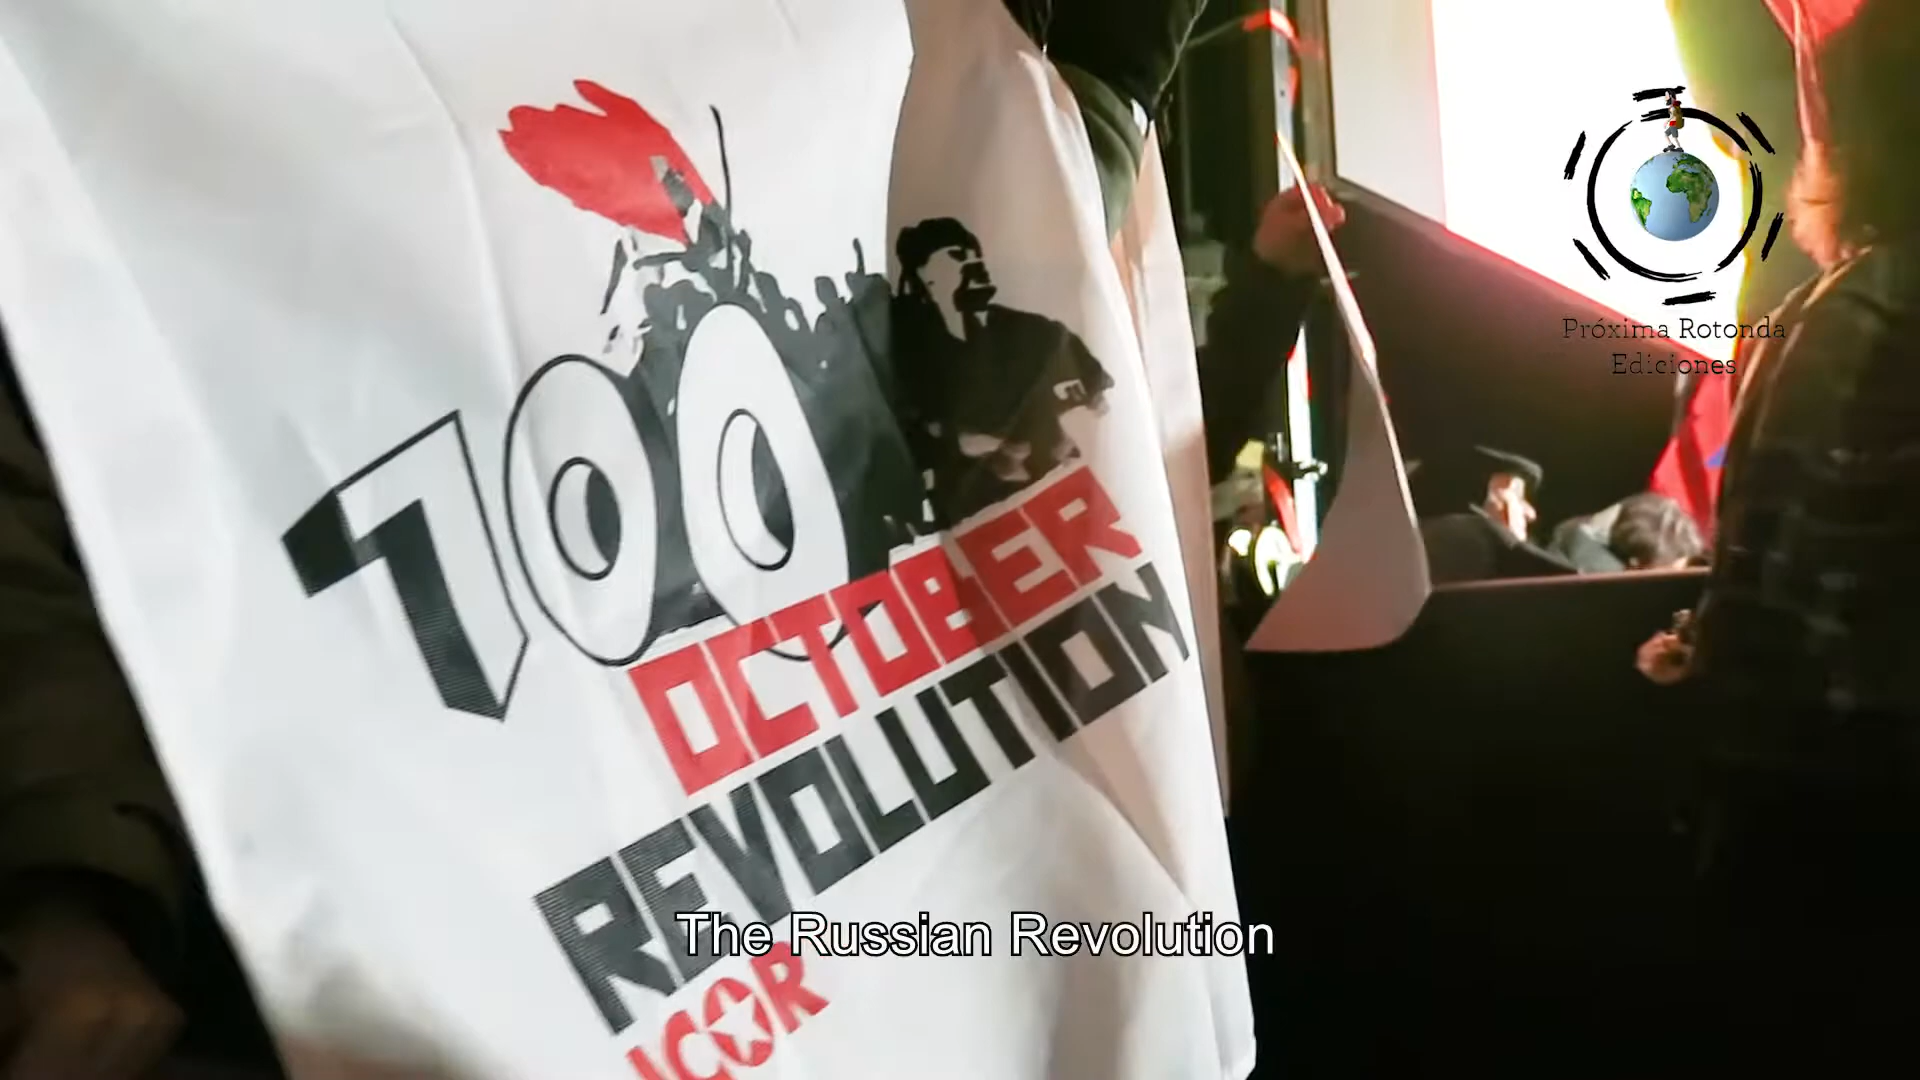 100
OCTOBER
REVOLUTION
ICOR
Próxima Rotonda
Ediciones
The Russian Revolution